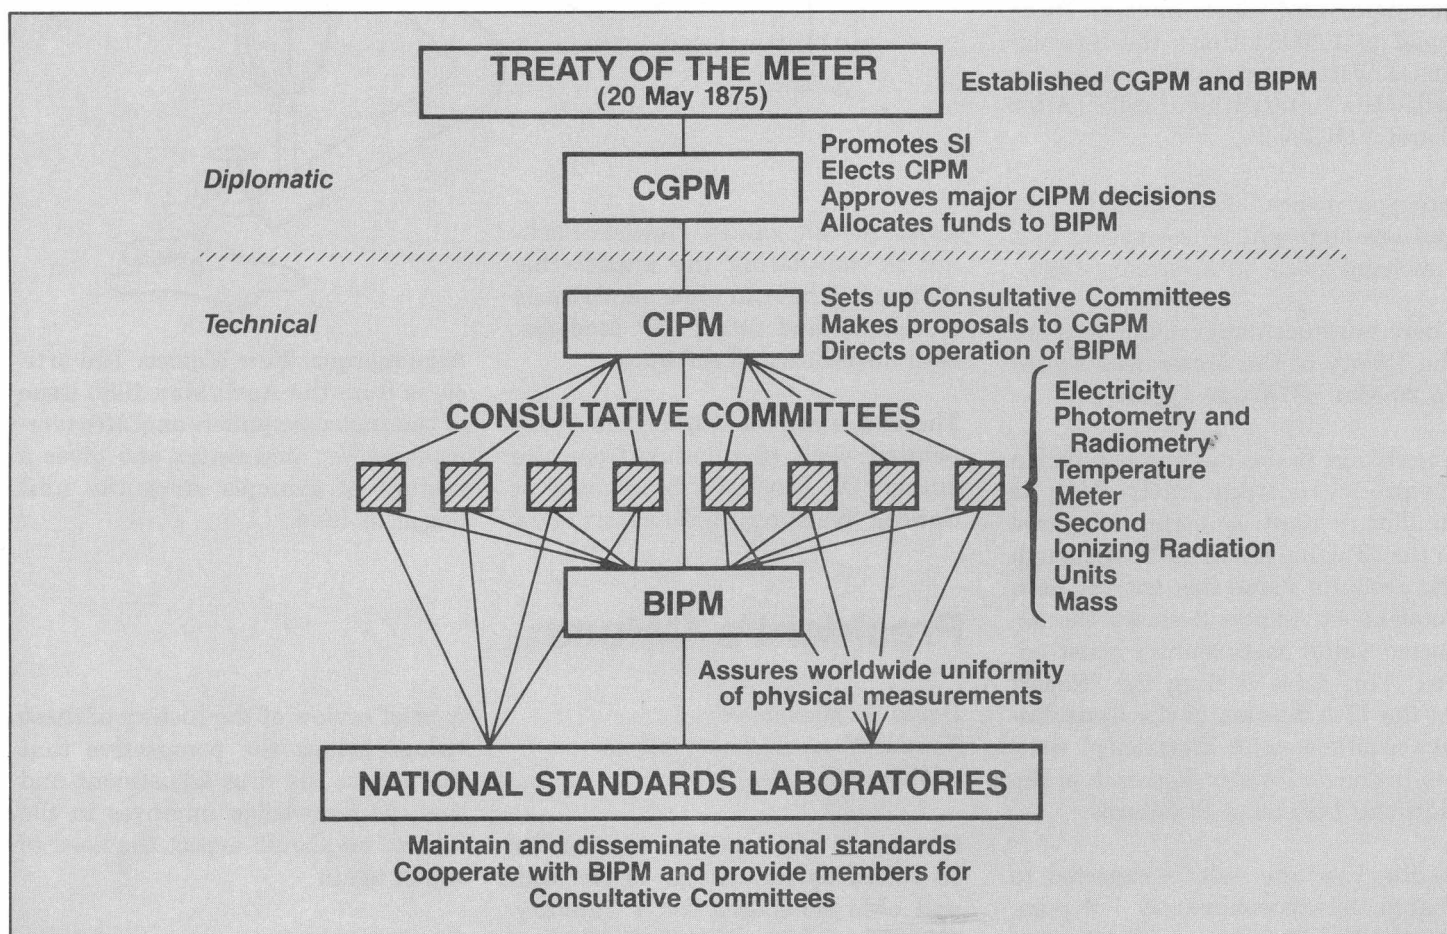 TREATY OF THE METER
(20 May 1875)
Established CGPM and BIPM
Diplomatic
CGPM
Promotes SI
Elects CIPM
Approves major CIPM decisions
Allocates funds to BIPM
Technical
CIPM
Sets up Consultative Committees
Makes proposals to CGPM
Directs operation of BIPM
CONSULTATIVE COMMITTEES
Electricity
Photometry and
Radiometry
Temperature
Meter
Second
Ionizing Radiation
Units
Mass
BIPM
Assures worldwide uniformity
of physical measurements
NATIONAL STANDARDS LABORATORIES
Maintain and disseminate national standards
Cooperate with BIPM and provide members for
Consultative Committees